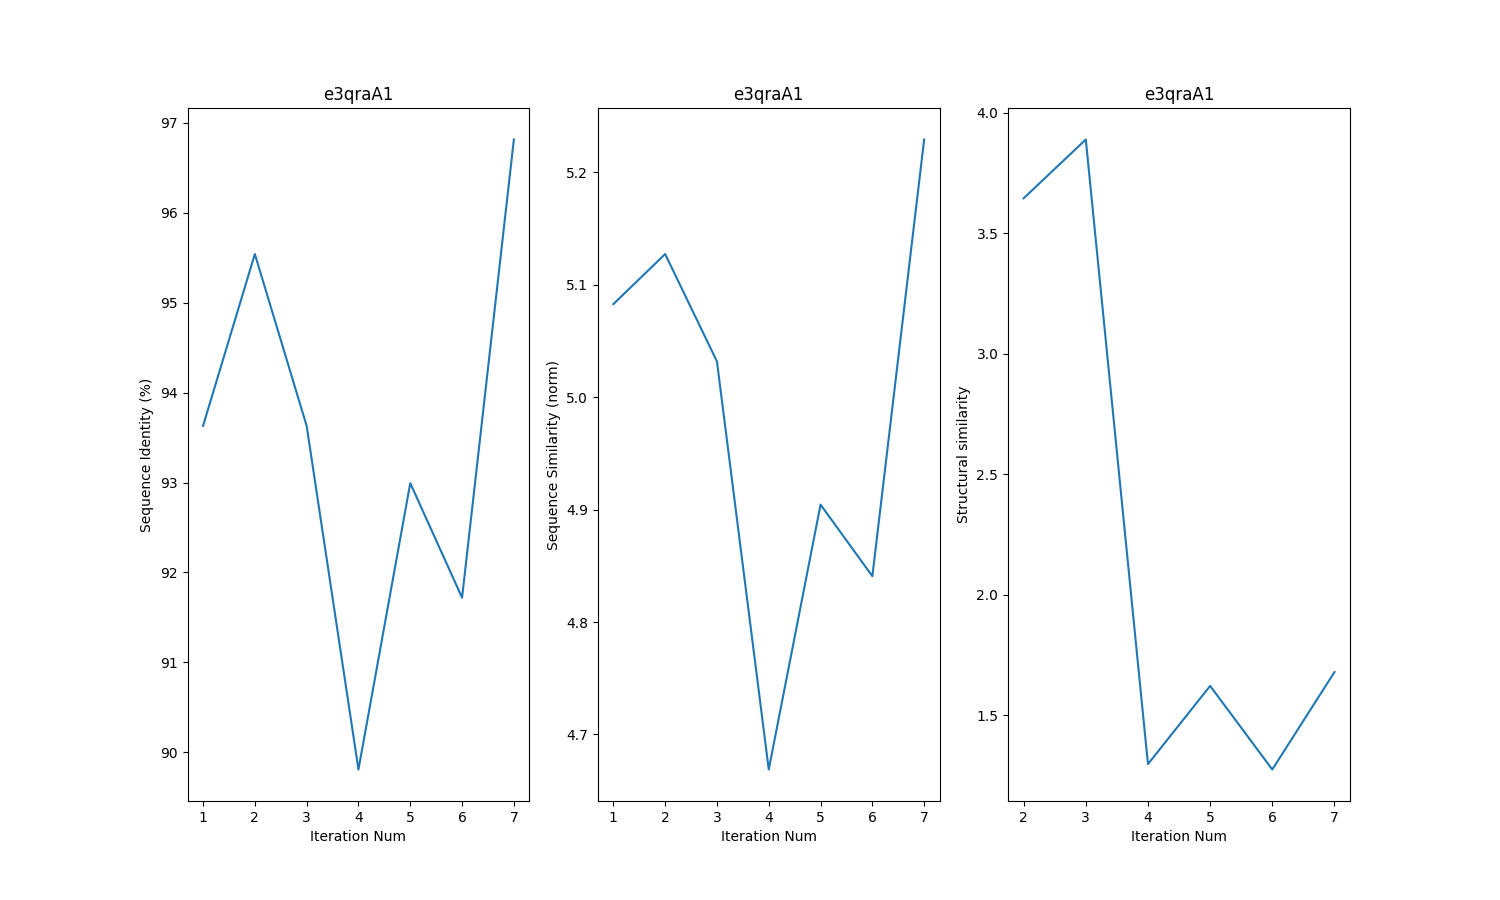 e3qraA1
97
96
95
94
93
92
91
90
Sequence Identity (%)
1 2 3 4 5 6 7
Iteration Num
e3qraA1
5.2
5.1
5.0
4.9
4.8
4.7
Sequence Similarity (norm)
1 2 3 4 5 6 7
Iteration Num
e3qraA1
4.0
3.5
3.0
2.5
2.0
1.5
Structural similarity
2 3 4 5 6 7
Iteration Num